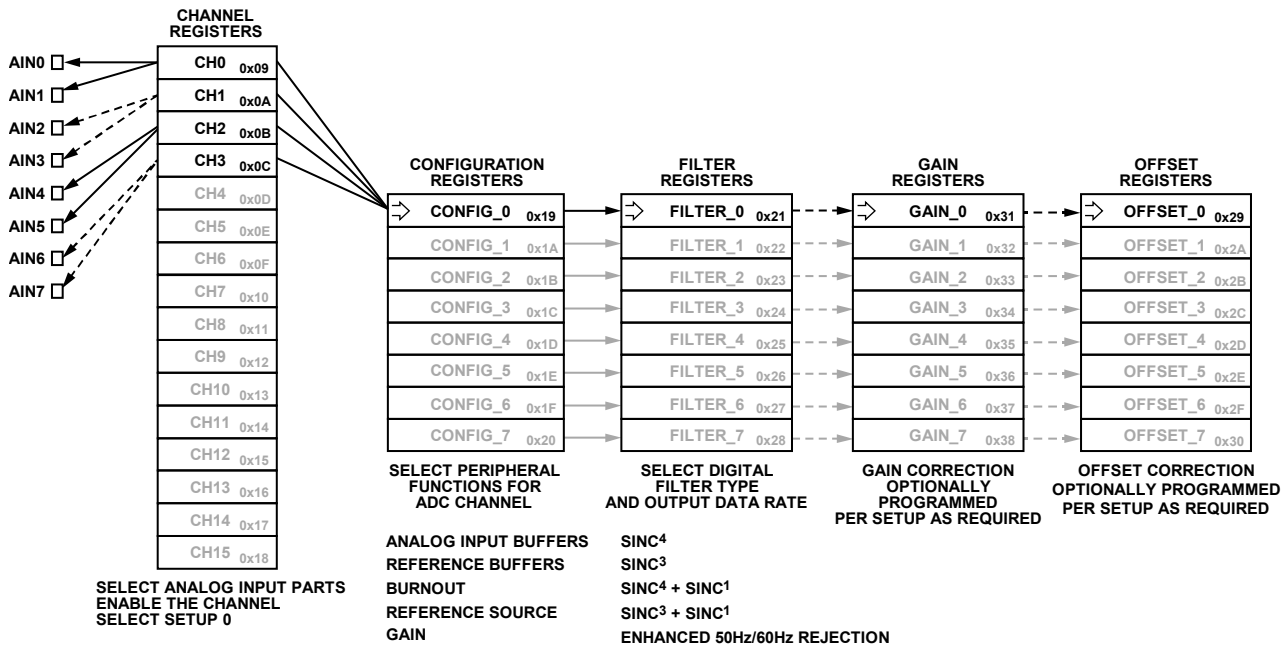 CHANNEL
REGISTERS
AIN0
AIN1
AIN2
AIN3
AIN4
AIN5
AIN6
AIN7
CH0 0x09
CH1 0x0A
CH2 0x0B
CH3 0x0C
CH4 0x0D
CH5 0x0E
CH6 0x0F
CH7 0x10
CH8 0x11
CH9 0x12
CH10 0x13
CH11 0x14
CH12 0x15
CH13 0x16
CH14 0x17
CH15 0x18
SELECT ANALOG INPUT PARTS
ENABLE THE CHANNEL
SELECT SETUP 0
CONFIGURATION
REGISTERS
CONFIG_0 0x19
CONFIG_1 0x1A
CONFIG_2 0x1B
CONFIG_3 0x1C
CONFIG_4 0x1D
CONFIG_5 0x1E
CONFIG_6 0x1F
CONFIG_7 0x20
SELECT PERIPHERAL
FUNCTIONS FOR
ADC CHANNEL
ANALOG INPUT BUFFERS
REFERENCE BUFFERS
BURNOUT
REFERENCE SOURCE
GAIN
FILTER
REGISTERS
FILTER_0 0x21
FILTER_1 0x22
FILTER_2 0x23
FILTER_3 0x24
FILTER_4 0x25
FILTER_5 0x26
FILTER_6 0x27
FILTER_7 0x28
SELECT DIGITAL
FILTER TYPE
AND OUTPUT DATA RATE
SINC⁴
SINC³
SINC⁴ + SINC¹
SINC³ + SINC¹
ENHANCED 50Hz/60Hz REJECTION
GAIN
REGISTERS
GAIN_0 0x31
GAIN_1 0x32
GAIN_2 0x33
GAIN_3 0x34
GAIN_4 0x35
GAIN_5 0x36
GAIN_6 0x37
GAIN_7 0x38
GAIN CORRECTION
OPTIONALLY
PROGRAMMED
PER SETUP AS REQUIRED
OFFSET
REGISTERS
OFFSET_0 0x29
OFFSET_1 0x2A
OFFSET_2 0x2B
OFFSET_3 0x2C
OFFSET_4 0x2D
OFFSET_5 0x2E
OFFSET_6 0x2F
OFFSET_7 0x30
OFFSET CORRECTION
OPTIONALLY PROGRAMMED
PER SETUP AS REQUIRED